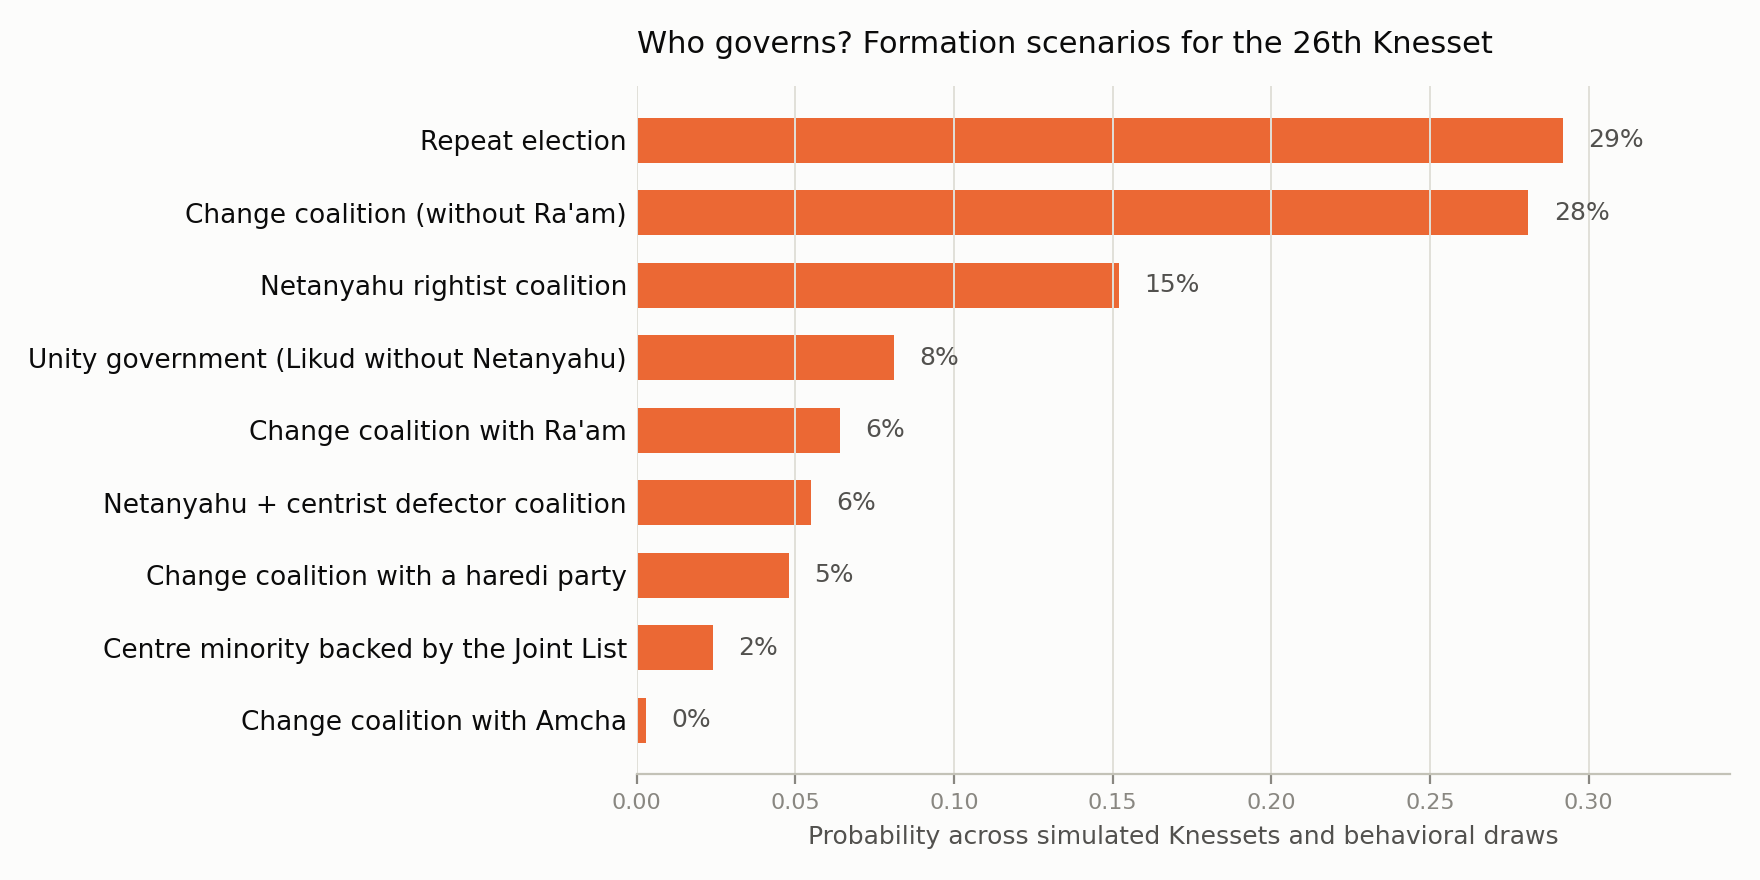 Who governs? Formation scenarios for the 26th Knesset
Repeat election
29%
Change coalition (without Ra'am)
28%
Netanyahu rightist coalition
15%
Unity government (Likud without Netanyahu)
8%
Change coalition with Ra'am
6%
Netanyahu + centrist defector coalition
6%
Change coalition with a haredi party
5%
Centre minority backed by the Joint List
2%
Change coalition with Amcha
0%
0.00 0.05 0.10 0.15 0.20 0.25 0.30
Probability across simulated Knessets and behavioral draws